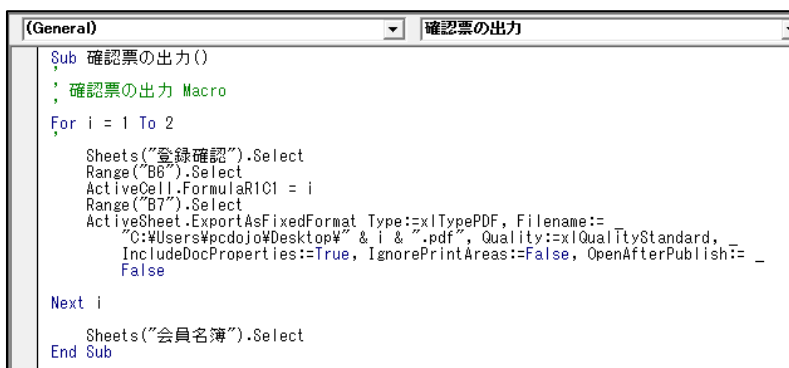 (General) 確認票の出力
Sub 確認票の出力()
'
' 確認票の出力 Macro
'
For i = 1 To 2
'
Sheets("登録確認").Select
Range("B6").Select
ActiveCell.FormulaR1C1 = i
Range("B7").Select
ActiveSheet.ExportAsFixedFormat Type:=xlTypePDF, Filename:= _
"C:¥Users¥pcdojo¥Desktop¥" & i & ".pdf", Quality:=xlQualityStandard, _
IncludeDocProperties:=True, IgnorePrintAreas:=False, OpenAfterPublish:= _
False
Next i
Sheets("会員名簿").Select
End Sub